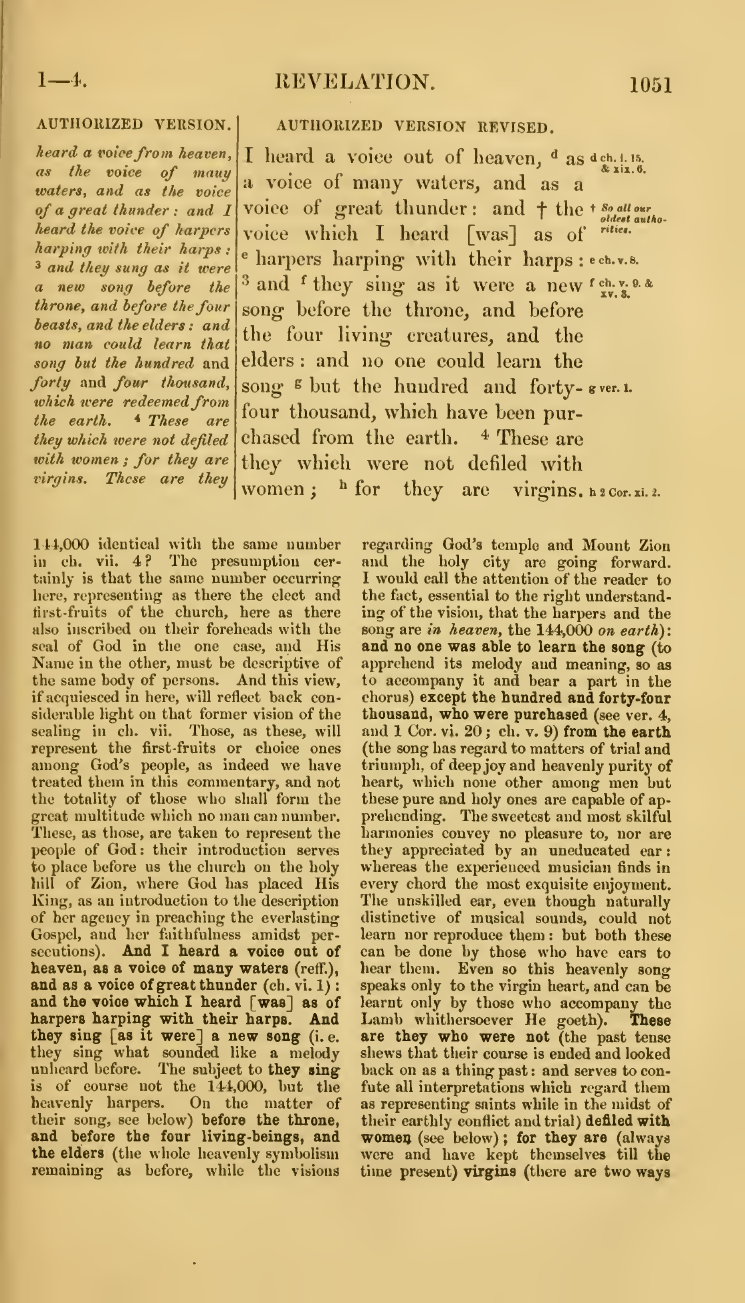 1—4.
REVELATION.
1051
AUTHORIZED VERSION.
heard a voice from heaven,
as the voice of many
waters, and as the voice
of a great thunder : and I
heard the voice of harpers
harping with their harps :
3 and they sung as it were
a new song before the
throne, and before the four
beasts, and the elders : and
no man could learn that
song but the hundred and
forty and four thousand,
which were redeemed from
the earth. 4 These are
they which were not defiled
with women ; for they are
virgins. These are they
AUTHORIZED VERSION REVISED.
I heard a voice out of heaven, d as
a voice of many waters, and as a
voice of great thunder : and † the
voice which I heard [was] as of
e harpers harping with their harps :
3 and f they sing as it were a new
song before the throne, and before
the four living creatures, and the
elders : and no one could learn the
song g but the hundred and forty-
four thousand, which have been pur-
chased from the earth. 4 These are
they which were not defiled with
women ; h for they are virgins.
d ch. i. 15.
& xix. 6.
† So all our
oldest autho-
rities.
e ch. v. 8.
f ch. v. 9. &
xv. 3.
g ver. 1.
h 2 Cor. xi. 2.
144,000 identical with the same number
in ch. vii. 4? The presumption cer-
tainly is that the same number occurring
here, representing as there the elect and
first-fruits of the church, here as there
also inscribed on their foreheads with the
seal of God in the one case, and His
Name in the other, must be descriptive of
the same body of persons. And this view,
if acquiesced in here, will reflect back con-
siderable light on that former vision of the
sealing in ch. vii. Those, as these, will
represent the first-fruits or choice ones
among God's people, as indeed we have
treated them in this commentary, and not
the totality of those who shall form the
great multitude which no man can number.
These, as those, are taken to represent the
people of God : their introduction serves
to place before us the church on the holy
hill of Zion, where God has placed His
King, as an introduction to the description
of her agency in preaching the everlasting
Gospel, and her faithfulness amidst per-
secutions). And I heard a voice out of
heaven, as a voice of many waters (reff.),
and as a voice of great thunder (ch. vi. 1) :
and the voice which I heard [was] as of
harpers harping with their harps. And
they sing [as it were] a new song (i. e.
they sing what sounded like a melody
unheard before. The subject to they sing
is of course not the 144,000, but the
heavenly harpers. On the matter of
their song, see below) before the throne,
and before the four living-beings, and
the elders (the whole heavenly symbolism
remaining as before, while the visions
regarding God's temple and Mount Zion
and the holy city are going forward.
I would call the attention of the reader to
the fact, essential to the right understand-
ing of the vision, that the harpers and the
song are in heaven, the 144,000 on earth) :
and no one was able to learn the song (to
apprehend its melody and meaning, so as
to accompany it and bear a part in the
chorus) except the hundred and forty-four
thousand, who were purchased (see ver. 4,
and 1 Cor. vi. 20 ; ch. v. 9) from the earth
(the song has regard to matters of trial and
triumph, of deep joy and heavenly purity of
heart, which none other among men but
these pure and holy ones are capable of ap-
prehending. The sweetest and most skilful
harmonies convey no pleasure to, nor are
they appreciated by an uneducated ear :
whereas the experienced musician finds in
every chord the most exquisite enjoyment.
The unskilled ear, even though naturally
distinctive of musical sounds, could not
learn nor reproduce them : but both these
can be done by those who have ears to
hear them. Even so this heavenly song
speaks only to the virgin heart, and can be
learnt only by those who accompany the
Lamb whithersoever He goeth). These
are they who were not (the past tense
shews that their course is ended and looked
back on as a thing past : and serves to con-
fute all interpretations which regard them
as representing saints while in the midst of
their earthly conflict and trial) defiled with
women (see below) ; for they are (always
were and have kept themselves till the
time present) virgins (there are two ways